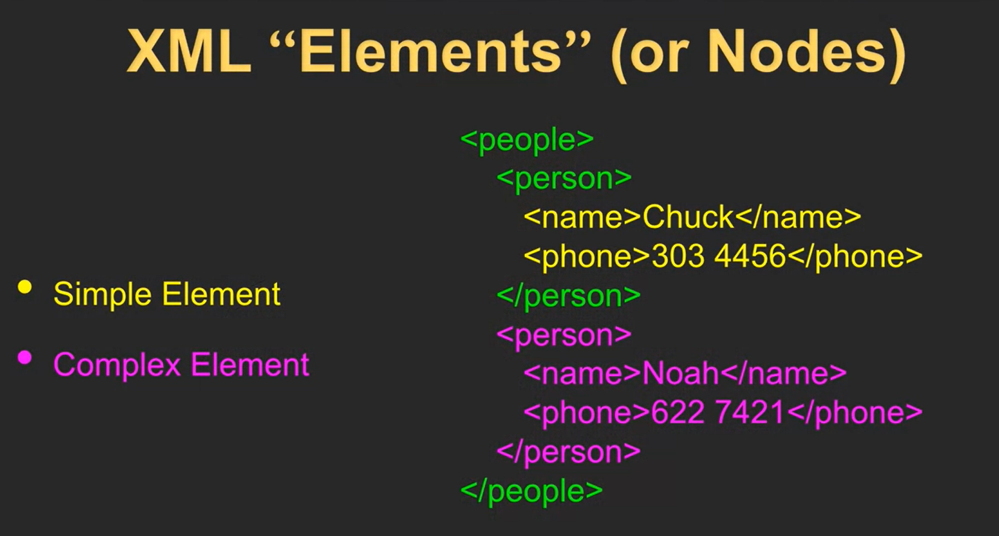 XML “Elements” (or Nodes)
• Simple Element
• Complex Element
<people>
<person>
<name>Chuck</name>
<phone>303 4456</phone>
</person>
<person>
<name>Noah</name>
<phone>622 7421</phone>
</person>
</people>